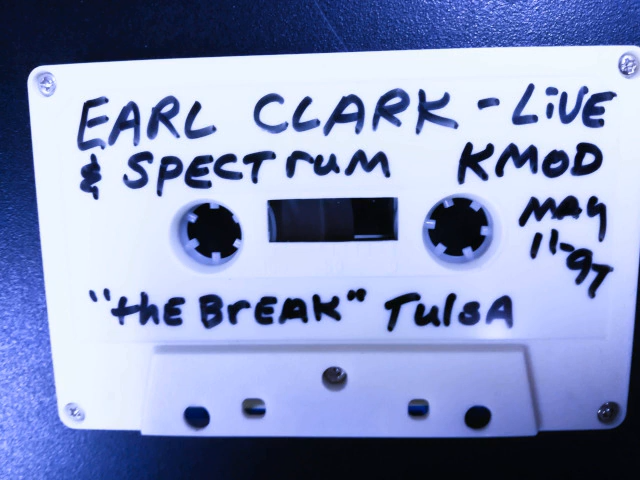 EARL CLARK - LiVE
& SPECTruM KMOD
MAY
11-97
"thE BrEAK" TulsA